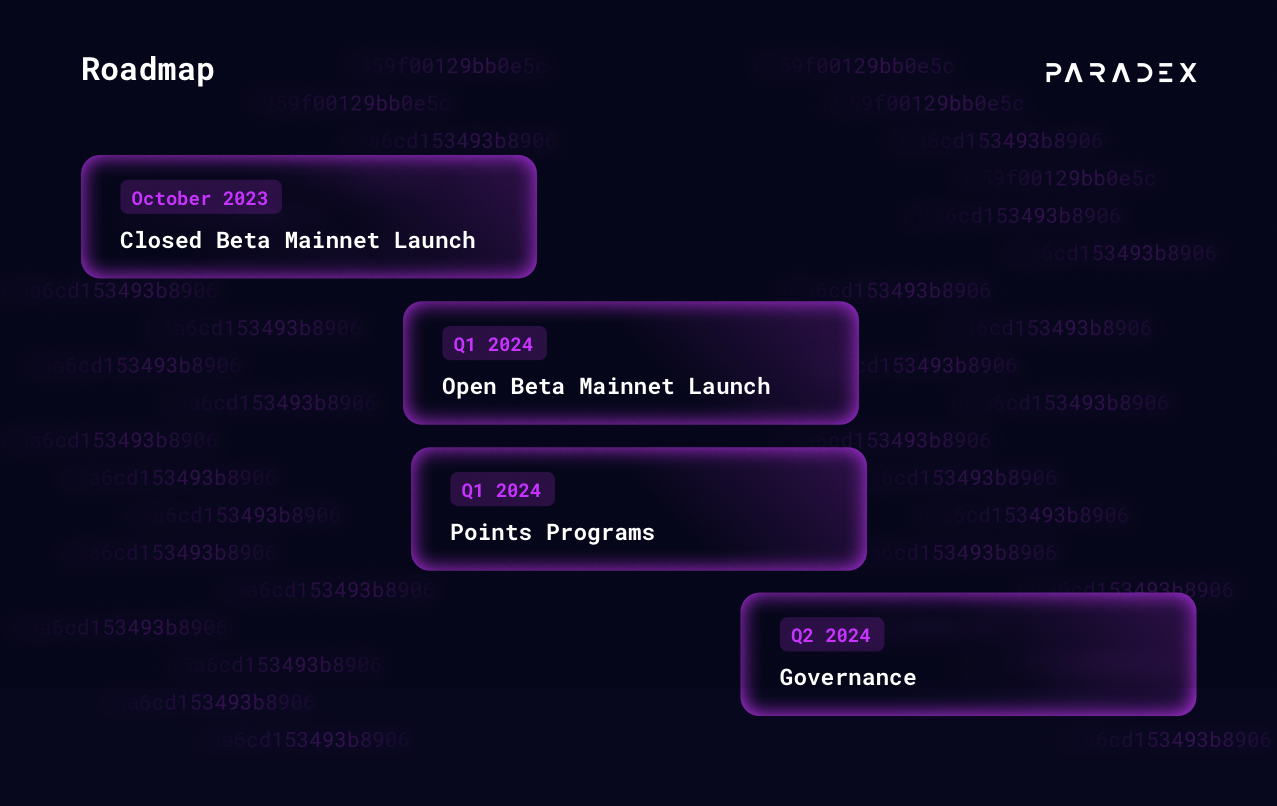 Roadmap
PARADEX
October 2023
Closed Beta Mainnet Launch
Q1 2024
Open Beta Mainnet Launch
Q1 2024
Points Programs
Q2 2024
Governance